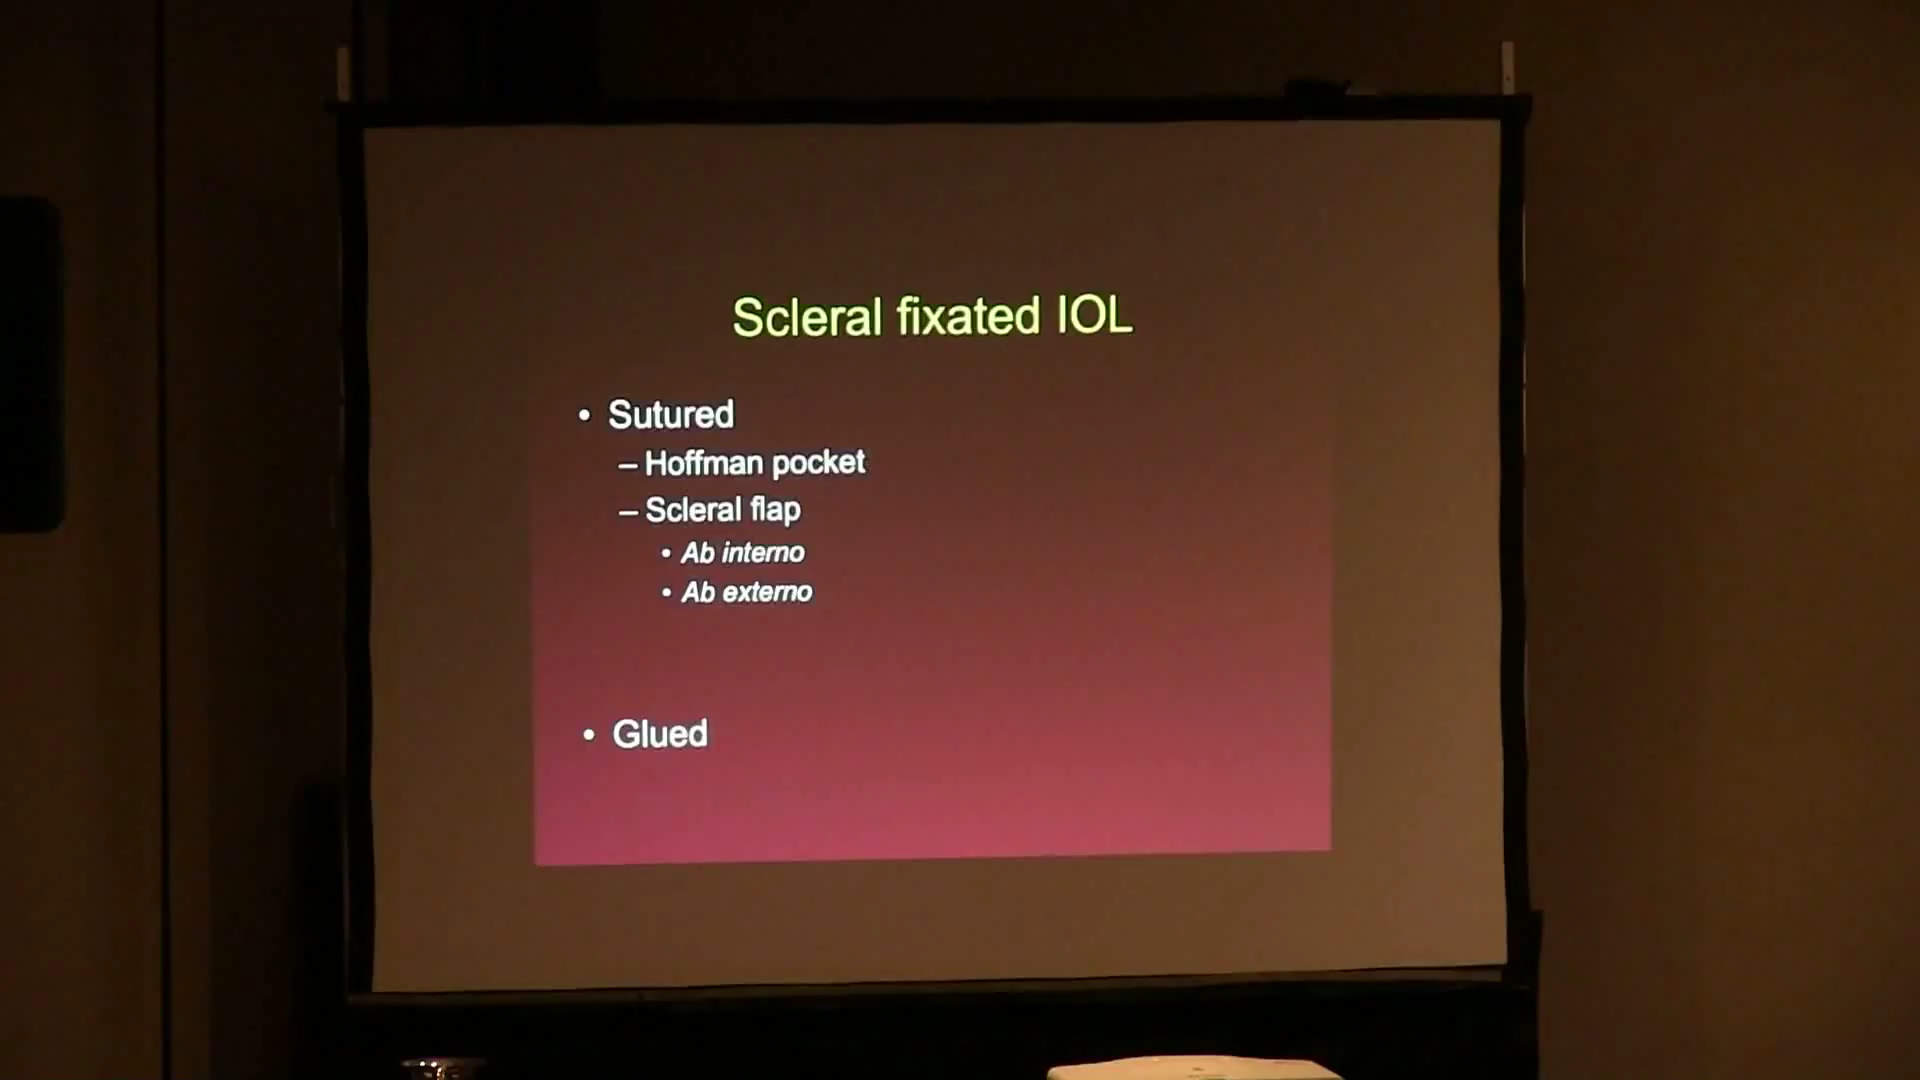 Scleral fixated IOL
• Sutured
– Hoffman pocket
– Scleral flap
• Ab interno
• Ab externo
• Glued